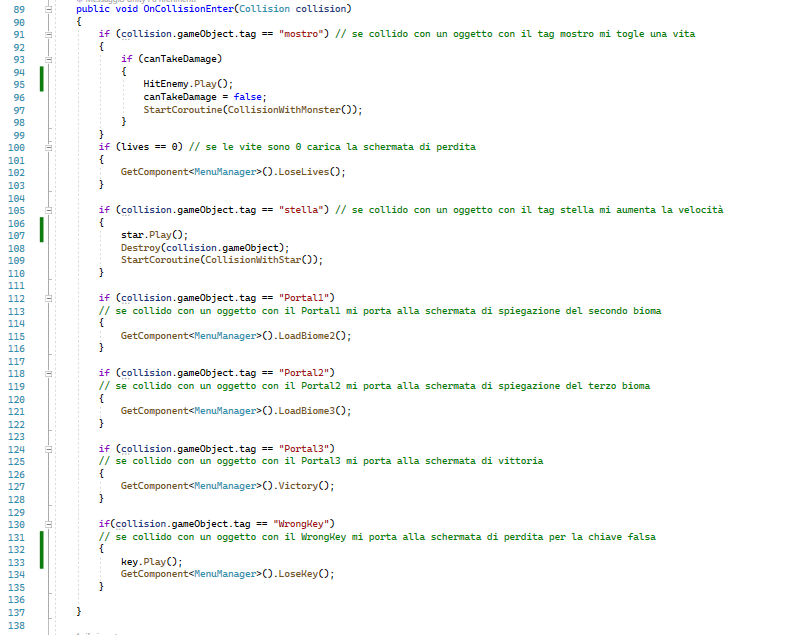 89 public void OnCollisionEnter(Collision collision)
90 {
91 if (collision.gameObject.tag == "mostro") // se collido con un oggetto con il tag mostro mi togle una vita
92 {
93 if (canTakeDamage)
94 {
95 HitEnemy.Play();
96 canTakeDamage = false;
97 StartCoroutine(CollisionWithMonster());
98 }
99 }
100 if (lives == 0) // se le vite sono 0 carica la schermata di perdita
101 {
102 GetComponent<MenuManager>().LoseLives();
103 }
104
105 if (collision.gameObject.tag == "stella") // se collido con un oggetto con il tag stella mi aumenta la velocità
106 {
107 star.Play();
108 Destroy(collision.gameObject);
109 StartCoroutine(CollisionWithStar());
110 }
111
112 if (collision.gameObject.tag == "Portal1")
113 // se collido con un oggetto con il Portal1 mi porta alla schermata di spiegazione del secondo bioma
114 {
115 GetComponent<MenuManager>().LoadBiome2();
116 }
117
118 if (collision.gameObject.tag == "Portal2")
119 // se collido con un oggetto con il Portal2 mi porta alla schermata di spiegazione del terzo bioma
120 {
121 GetComponent<MenuManager>().LoadBiome3();
122 }
123
124 if (collision.gameObject.tag == "Portal3")
125 // se collido con un oggetto con il Portal3 mi porta alla schermata di vittoria
126 {
127 GetComponent<MenuManager>().Victory();
128 }
129
130 if(collision.gameObject.tag == "WrongKey")
131 // se collido con un oggetto con il WrongKey mi porta alla schermata di perdita per la chiave falsa
132 {
133 key.Play();
134 GetComponent<MenuManager>().LoseKey();
135 }
136
137 }
138